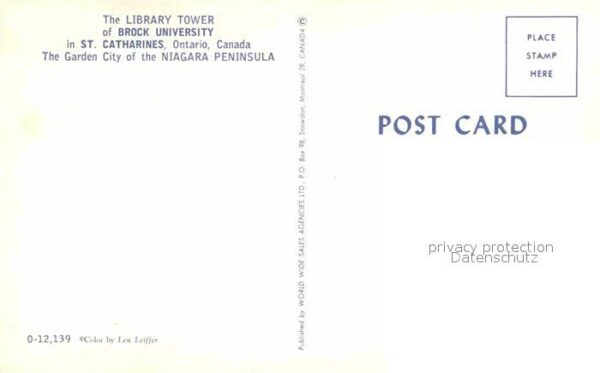 The LIBRARY TOWER
of BROCK UNIVERSITY
in ST. CATHARINES, Ontario, Canada
The Garden City of the NIAGARA PENINSULA
Published by WORLD WIDE SALES AGENCIES LTD., P.O. Box 98, Snowdon, Montreal 29, CANADA ©
PLACE
STAMP
HERE
POST CARD
privacy protection
Datenschutz
0-12,139 ©Color by Len Leiffer